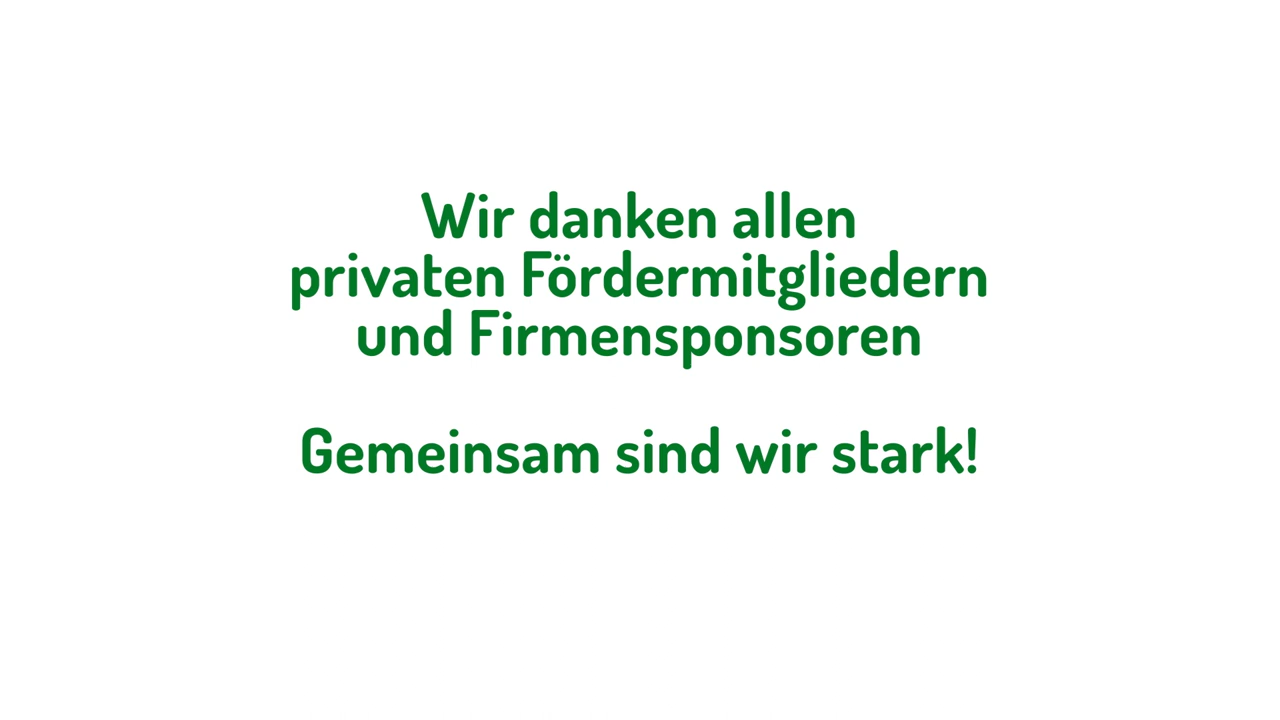 Wir danken allen
privaten Fördermitgliedern
und Firmensponsoren
Gemeinsam sind wir stark!